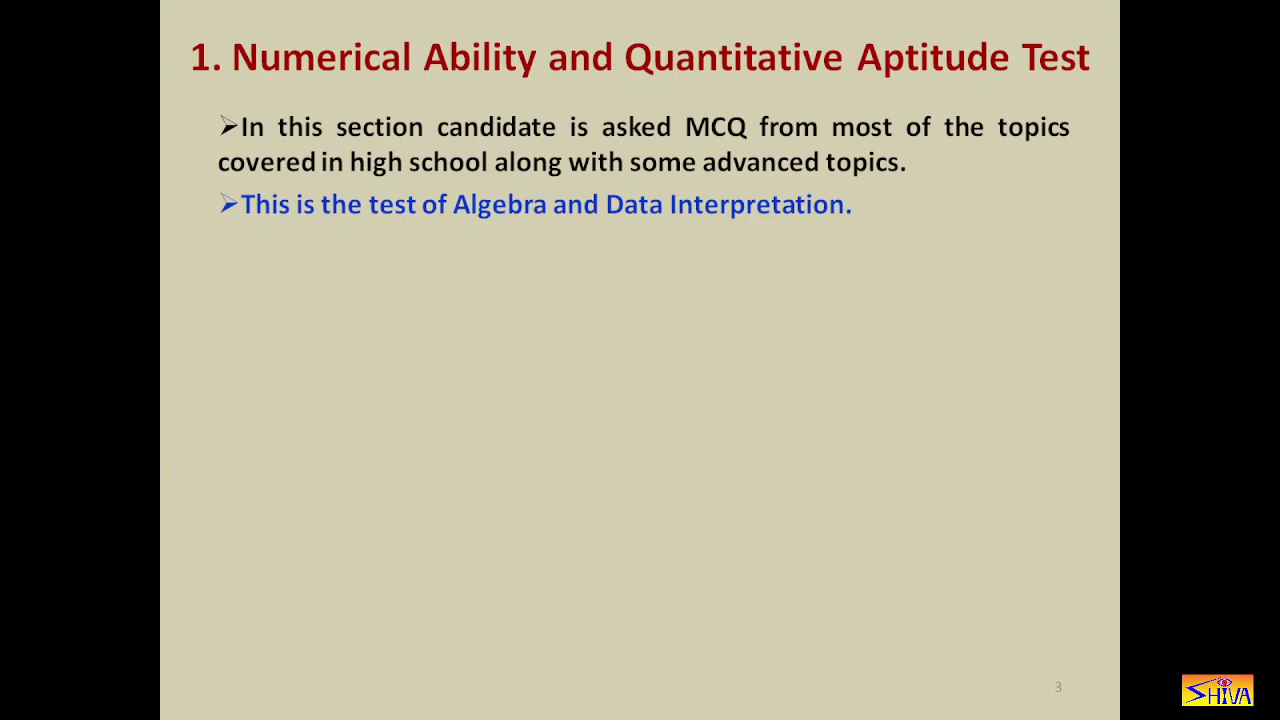 1. Numerical Ability and Quantitative Aptitude Test
➢In this section candidate is asked MCQ from most of the topics
covered in high school along with some advanced topics.
➢This is the test of Algebra and Data Interpretation.
3
SHIVA